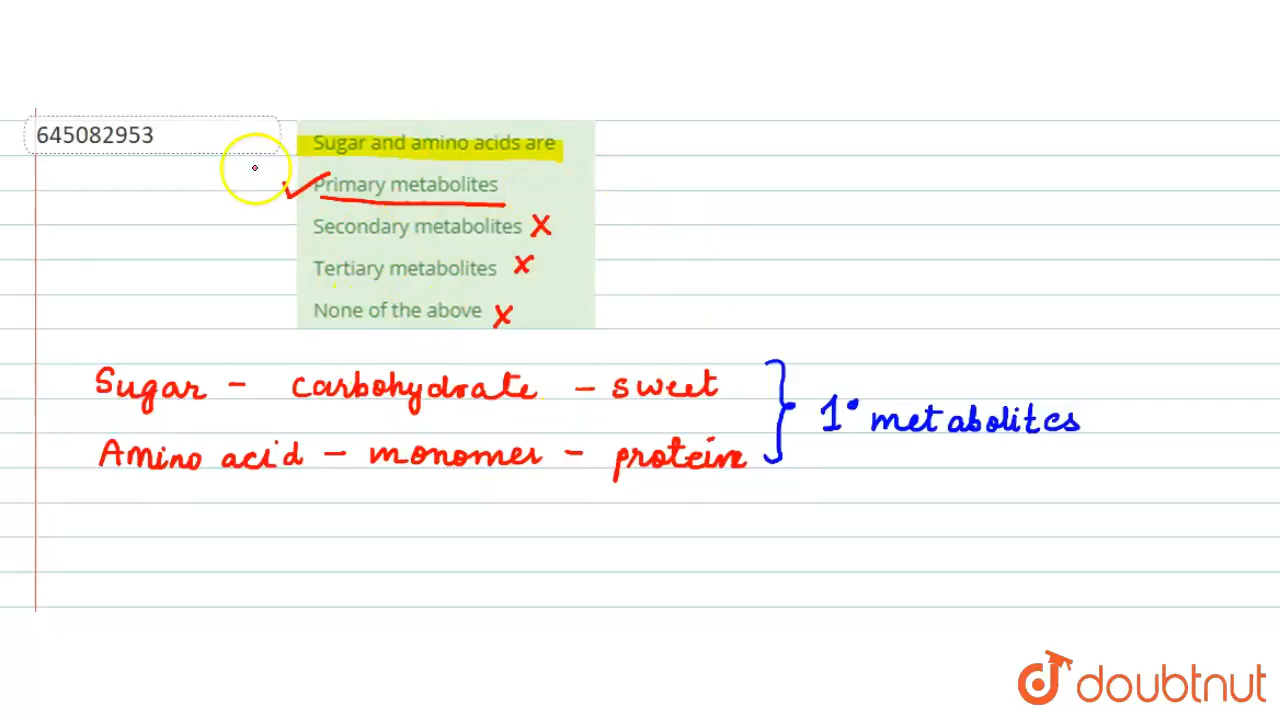 645082953
Sugar and amino acids are
Primary metabolites
Secondary metabolites X
Tertiary metabolites X
None of the above X
Sugar - carbohydrate - sweet
Amino acid - monomer - protein
1° metabolites
doubtnut